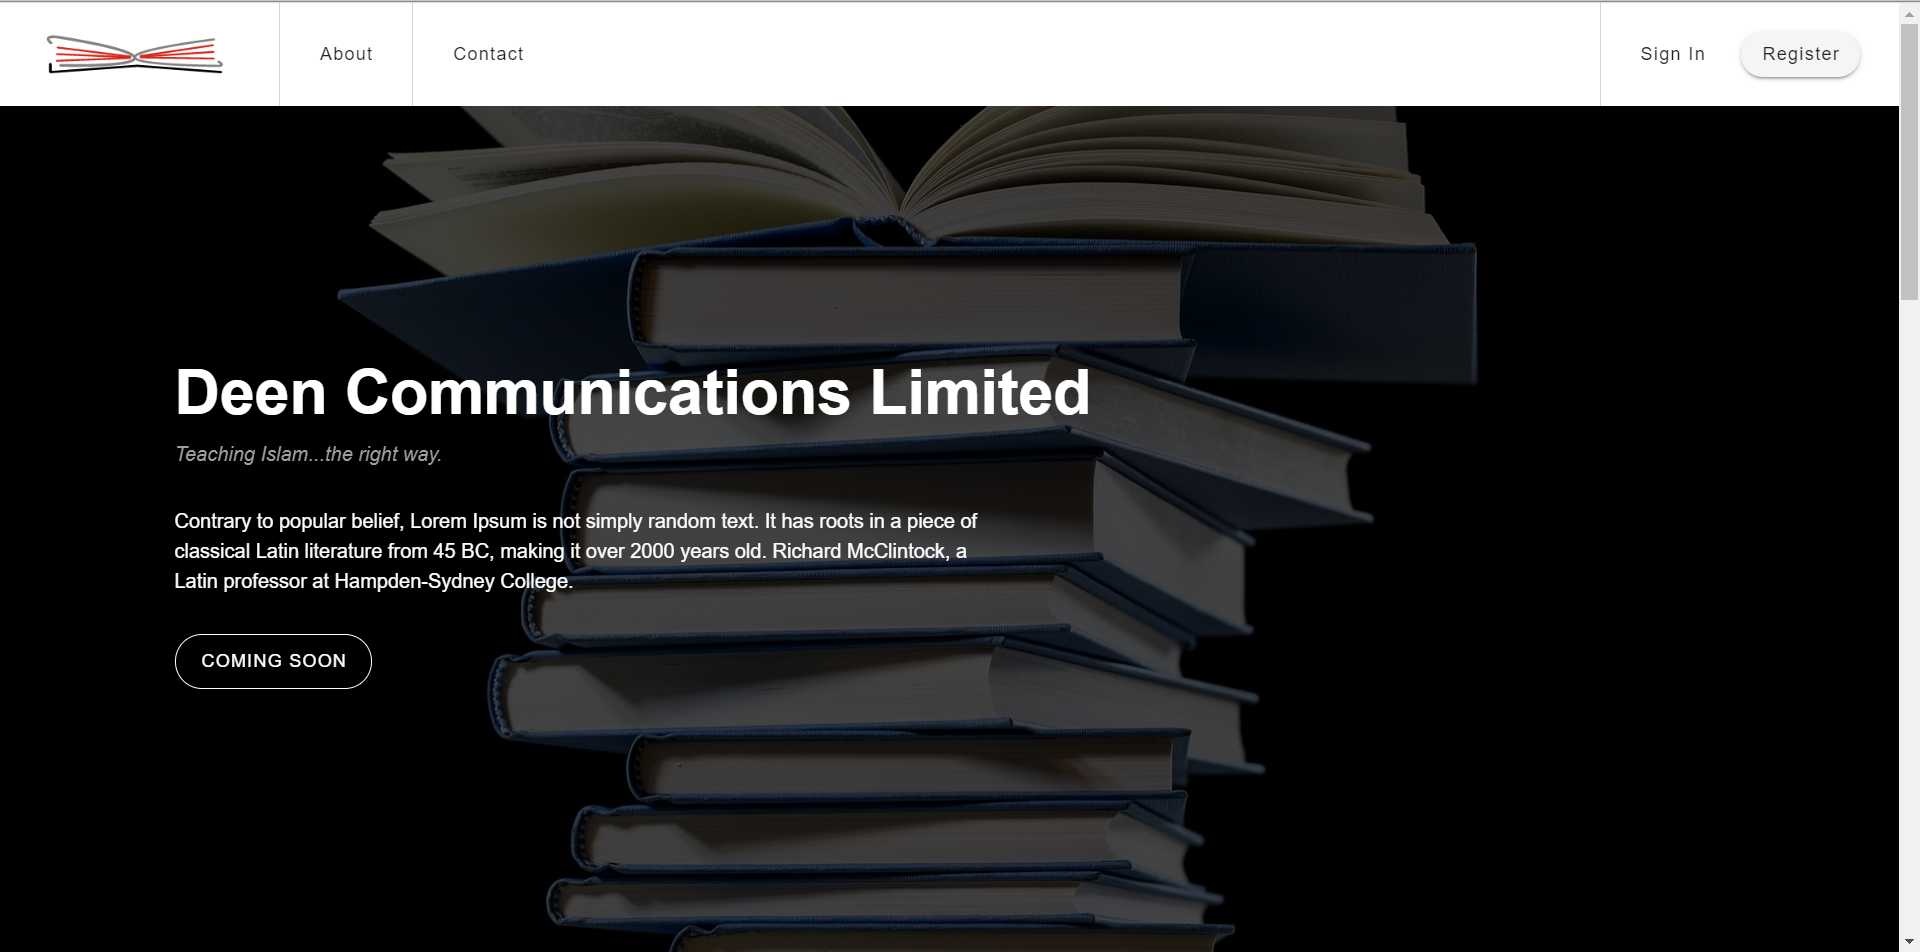 About
Contact
Sign In
Register
Deen Communications Limited
Teaching Islam...the right way.
Contrary to popular belief, Lorem Ipsum is not simply random text. It has roots in a piece of
classical Latin literature from 45 BC, making it over 2000 years old. Richard McClintock, a
Latin professor at Hampden-Sydney College.
COMING SOON